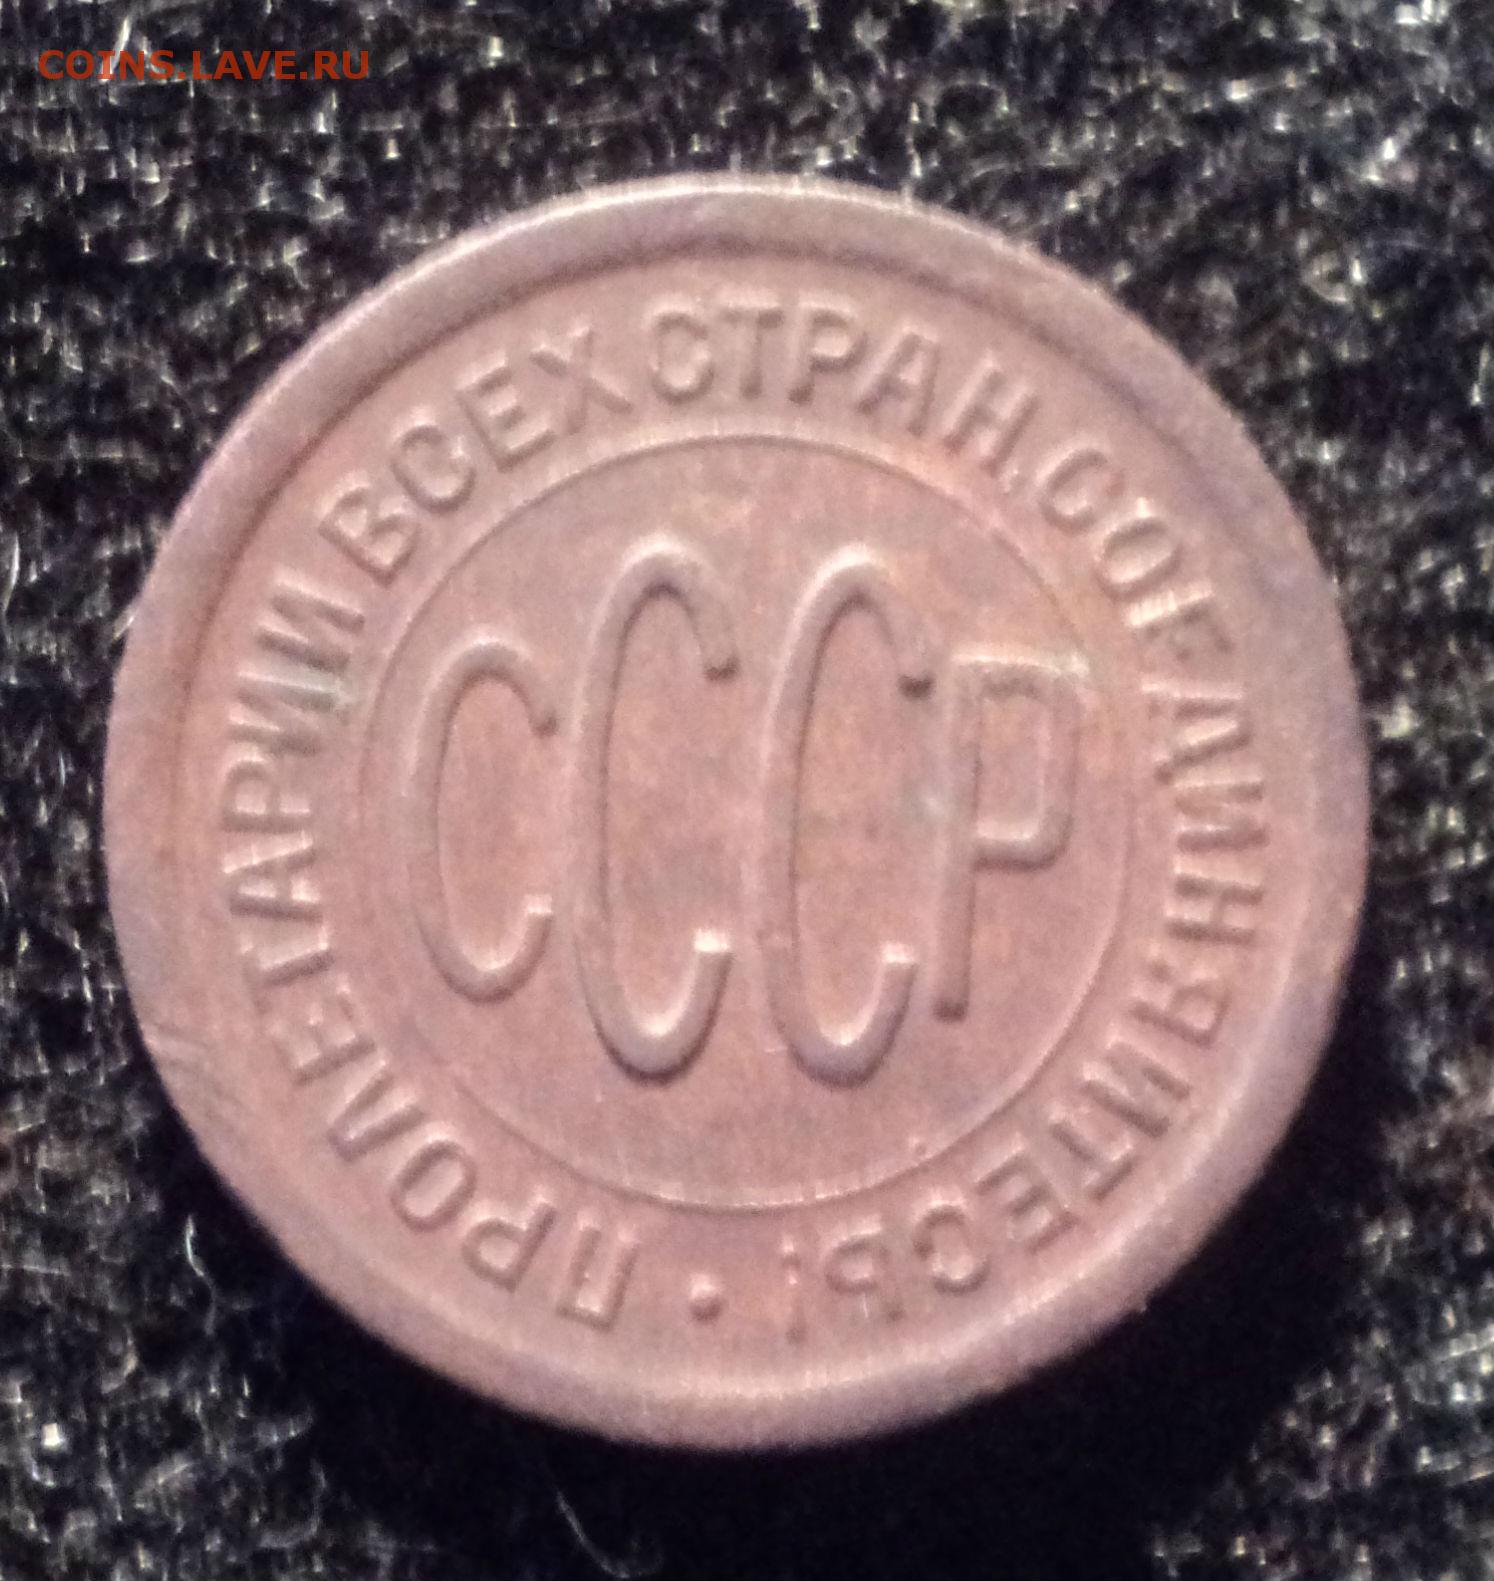 COINS.LAVE.RU
ПРОЛЕТАРИИ ВСЕХ СТРАН, СОЕДИНЯЙТЕСЬ! •
СССР